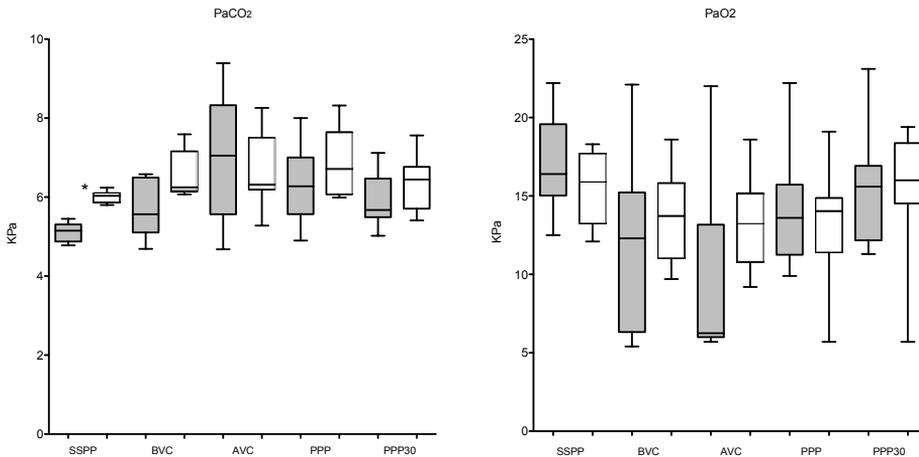 PaCO2
10
8
6
4
2
0
KPa
*
SSPP BVC AVC PPP PPP30
PaO2
25
20
15
10
5
0
KPa
SSPP BVC AVC PPP PPP30